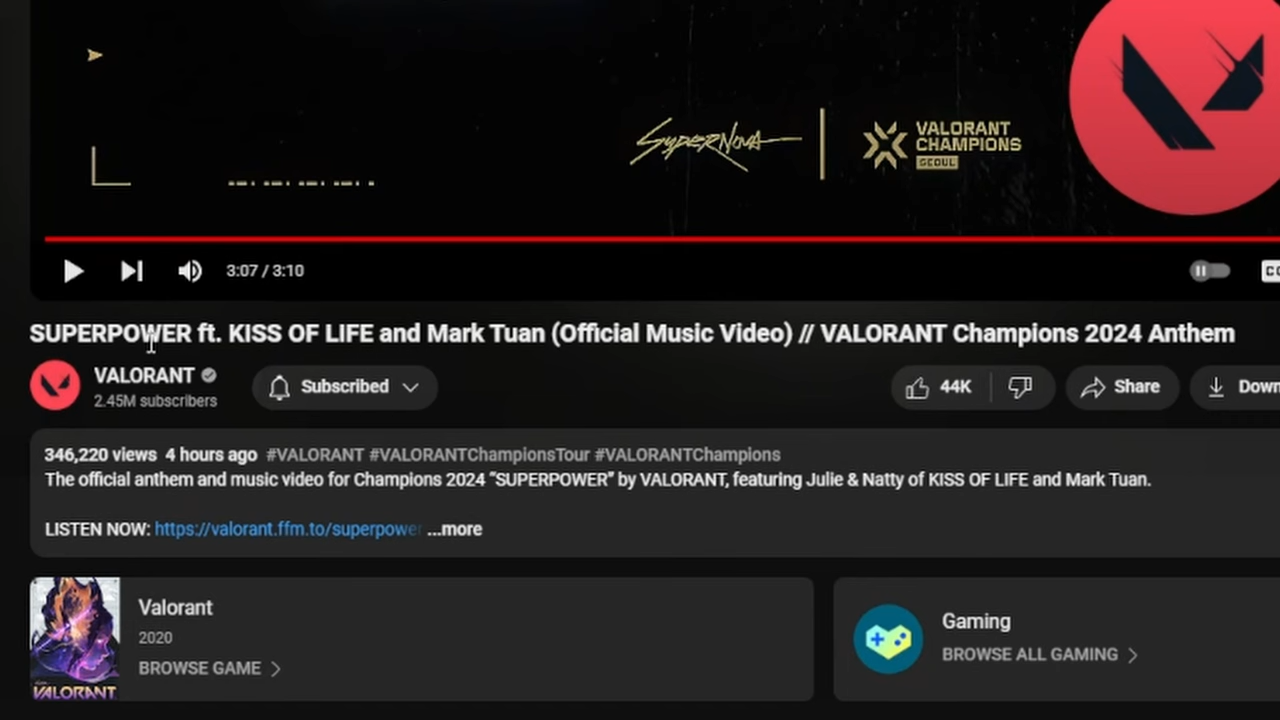 SUPERNOVA
VALORANT
CHAMPIONS
SEOUL
3:07 / 3:10
SUPERPOWER ft. KISS OF LIFE and Mark Tuan (Official Music Video) // VALORANT Champions 2024 Anthem
VALORANT
2.45M subscribers
Subscribed
44K
Share
Down
346,220 views 4 hours ago #VALORANT #VALORANTChampionsTour #VALORANTChampions
The official anthem and music video for Champions 2024 “SUPERPOWER” by VALORANT, featuring Julie & Natty of KISS OF LIFE and Mark Tuan.
LISTEN NOW: https://valorant.ffm.to/superpower ...more
Valorant
2020
BROWSE GAME
VALORANT
Gaming
BROWSE ALL GAMING